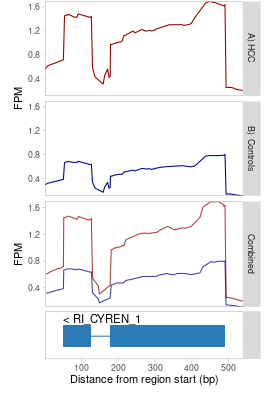 1.6
1.2
0.8
0.4
A) HCC
FPM
1.6
1.2
0.8
0.4
B) Controls
1.6
1.2
0.8
0.4
FPM
Combined
< RI_CYREN_1
100 200 300 400 500
Distance from region start (bp)